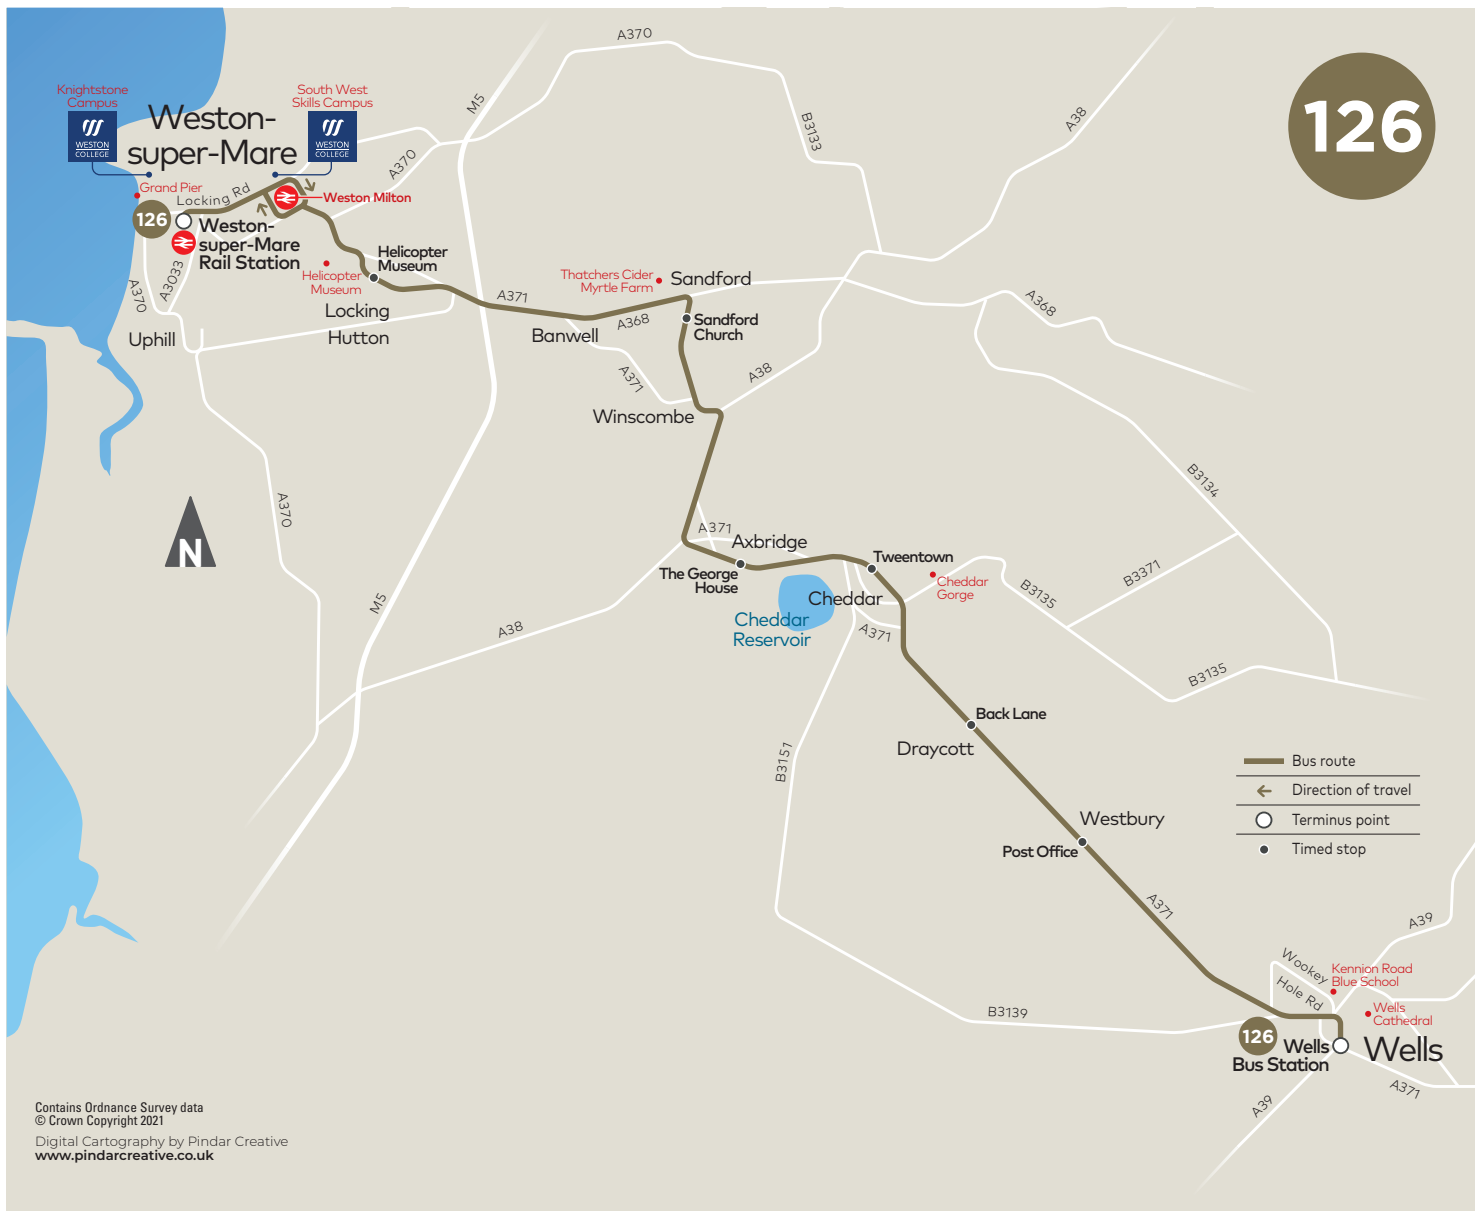 126
A370
M5
B3133
A38
Knightstone
Campus
WESTON
COLLEGE
Weston-
super-Mare
South West
Skills Campus
WESTON
COLLEGE
A370
Grand Pier
Locking Rd
Weston Milton
126
Weston-
super-Mare
Rail Station
A3033
A370
Helicopter
Museum
Helicopter
Museum
Locking
Hutton
Uphill
A371
Thatchers Cider
Myrtle Farm
Sandford
A368
Banwell
A368
Sandford
Church
A371
A38
Winscombe
A370
N
B3134
A371
Axbridge
The George
House
Tweentown
Cheddar
Cheddar
Gorge
Cheddar
Reservoir
B3135
B3371
M5
A38
A371
B3135
Back Lane
Draycott
B3151
Westbury
Post Office
Bus route
Direction of travel
Terminus point
Timed stop
A371
A39
Wookey
Hole Rd
Kennion Road
Blue School
Wells
Cathedral
B3139
126
Wells
Bus Station
Wells
A371
A39
Contains Ordnance Survey data
© Crown Copyright 2021
Digital Cartography by Pindar Creative
www.pindarcreative.co.uk